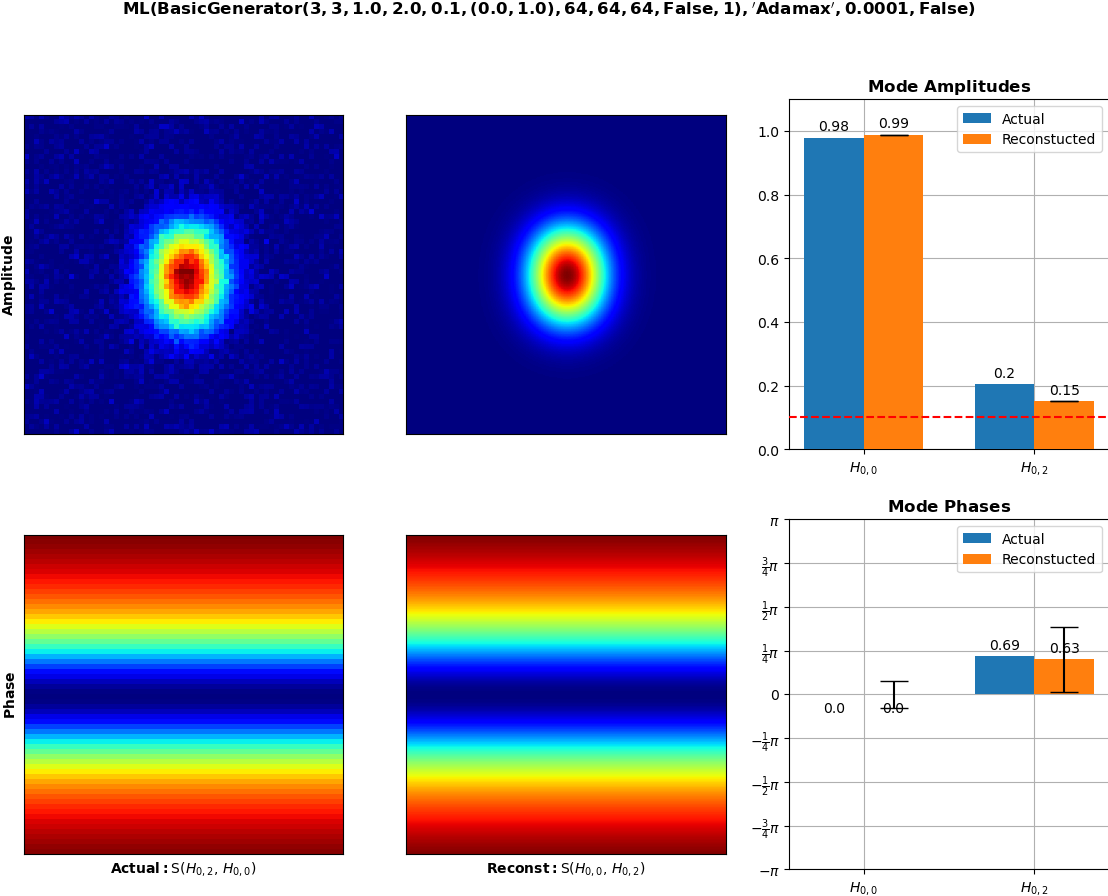 ML(BasicGenerator(3, 3, 1.0, 2.0, 0.1, (0.0, 1.0), 64, 64, 64, False, 1), ′Adamax′, 0.0001, False)
Amplitude
Mode Amplitudes
Actual
Reconstucted
1.0
0.8
0.6
0.4
0.2
0.0
0.98
0.99
0.2
0.15
H0, 0
H0, 2
Phase
Actual: S(H0, 2, H0, 0)
Reconst: S(H0, 0, H0, 2)
Mode Phases
Actual
Reconstucted
π
3/4π
1/2π
1/4π
0
−1/4π
−1/2π
−3/4π
−π
0.0
0.0
0.69
0.63
H0, 0
H0, 2